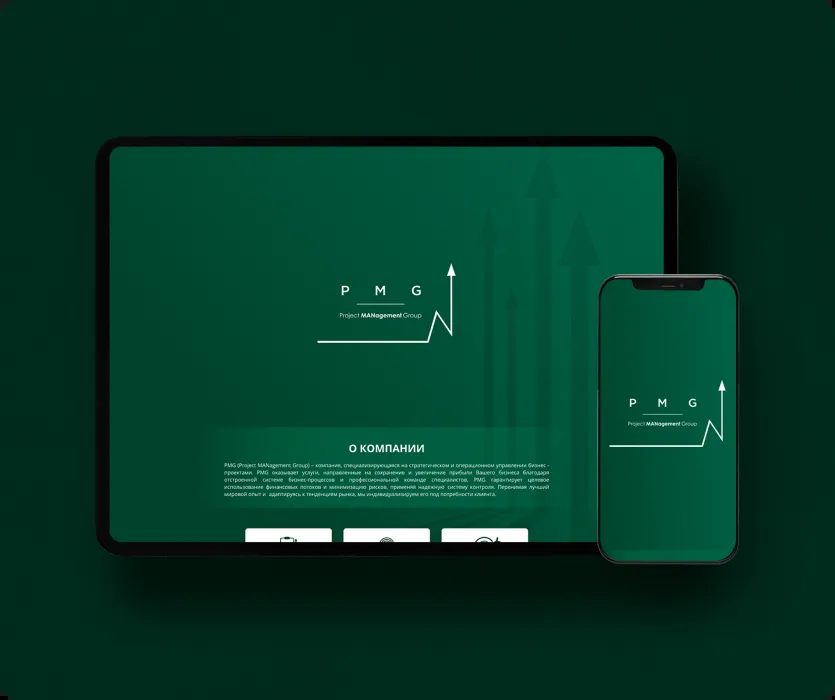 P M G
Project MANagement Group
О КОМПАНИИ
PMG (Project MANagement Group) – компания, специализирующаяся на стратегическом и операционном управлении бизнес -
проектами. PMG оказывает услуги, направленные на сохранение и увеличение прибыли Вашего бизнеса благодаря
отстроенной системе бизнес-процессов и профессиональной команде специалистов. PMG гарантирует целевое
использование финансовых потоков и минимизацию рисков, применяя надежную систему контроля. Перенимая лучший
мировой опыт и адаптируясь к тенденциям рынка, мы индивидуализируем его под потребности клиента.
P M G
Project MANagement Group